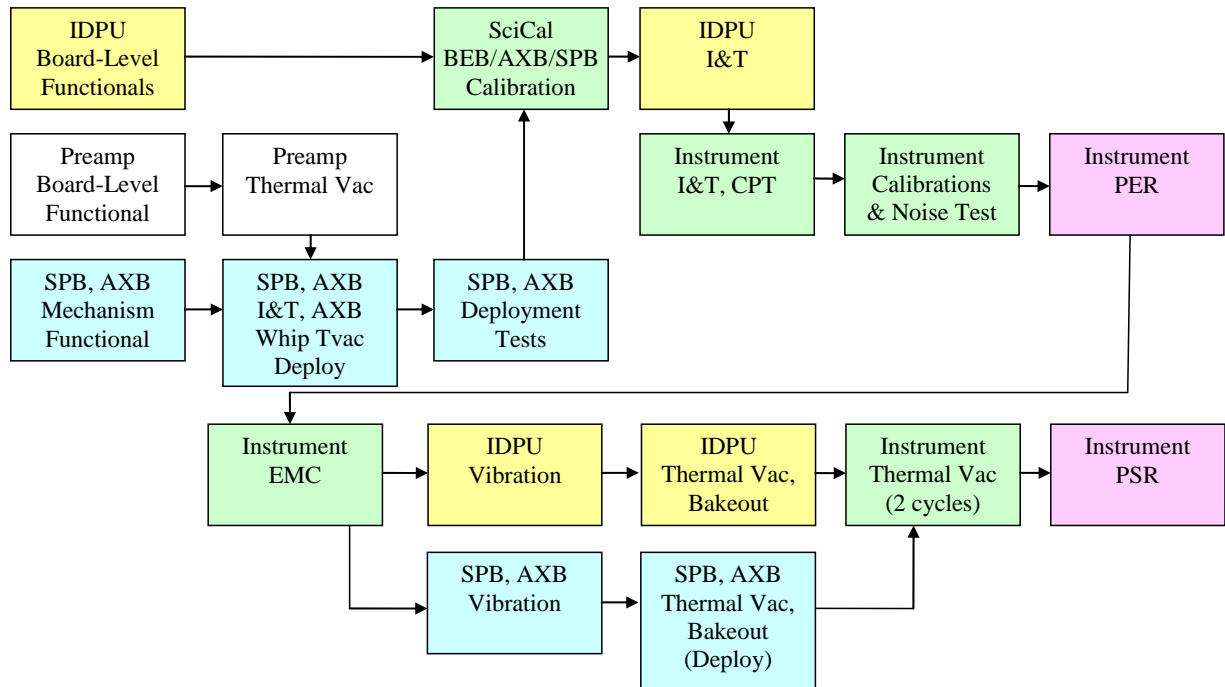 IDPU
Board-Level
Functionals
SciCal
BEB/AXB/SPB
Calibration
IDPU
I&T
Preamp
Board-Level
Functional
Preamp
Thermal Vac
Instrument
I&T, CPT
Instrument
Calibrations
& Noise Test
Instrument
PER
SPB, AXB
Mechanism
Functional
SPB, AXB
I&T, AXB
Whip Tvac
Deploy
SPB, AXB
Deployment
Tests
Instrument
EMC
IDPU
Vibration
IDPU
Thermal Vac,
Bakeout
Instrument
Thermal Vac
(2 cycles)
Instrument
PSR
SPB, AXB
Vibration
SPB, AXB
Thermal Vac,
Bakeout
(Deploy)